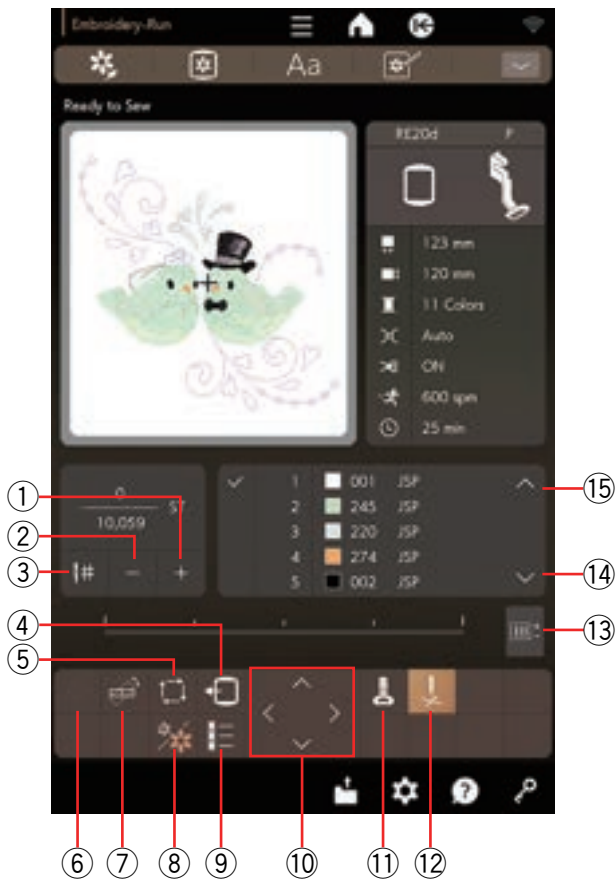 Embroidery-Run
Aa
Ready to Sew
RE20d P
123 mm
120 mm
11 Colors
Auto
ON
600 spm
25 min
0
10,059
ST
1 001 JSP
2 245 JSP
3 220 JSP
4 274 JSP
5 002 JSP
#
− +
?
1
2
3
4
5
6
7
8
9
10
11
12
13
14
15